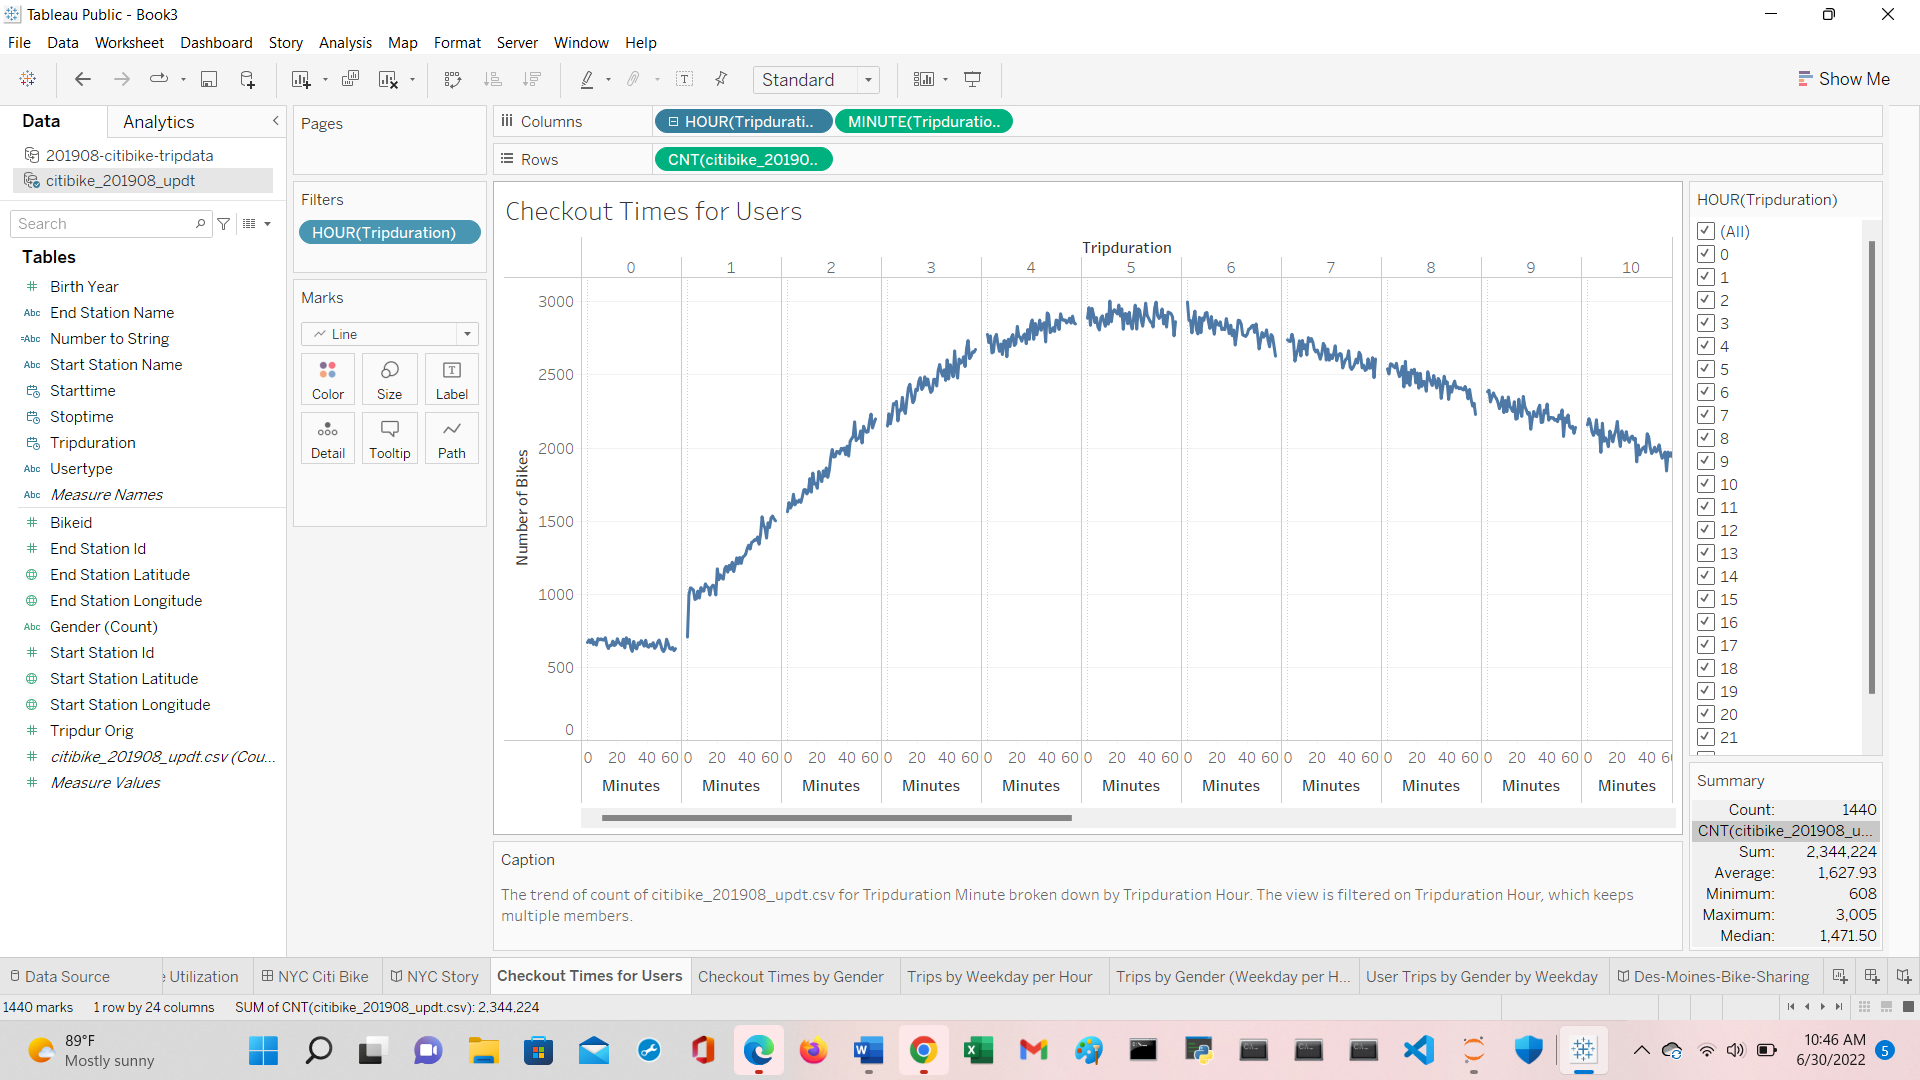 Tableau Public - Book3
File Data Worksheet Dashboard Story Analysis Map Format Server Window Help
Standard
Show Me
Data Analytics
201908-citibike-tripdata
citibike_201908_updt
Search
Tables
# Birth Year
Abc End Station Name
=Abc Number to String
Abc Start Station Name
Starttime
Stoptime
Tripduration
Abc Usertype
Abc Measure Names
# Bikeid
# End Station Id
End Station Latitude
End Station Longitude
Abc Gender (Count)
# Start Station Id
Start Station Latitude
Start Station Longitude
# Tripdur Orig
# citibike_201908_updt.csv (Cou...
# Measure Values
Pages
Filters
HOUR(Tripduration)
Marks
Line
Color Size Label
Detail Tooltip Path
Columns HOUR(Tripdurati.. MINUTE(Tripduratio..
Rows CNT(citibike_20190..
Checkout Times for Users
Tripduration
0 1 2 3 4 5 6 7 8 9 10
Number of Bikes
3000
2500
2000
1500
1000
500
0
0 20 40 60 0 20 40 60 0 20 40 60 0 20 40 60 0 20 40 60 0 20 40 60 0 20 40 60 0 20 40 60 0 20 40 60 0 20 40 60 0 20 40 6
Minutes Minutes Minutes Minutes Minutes Minutes Minutes Minutes Minutes Minutes Minutes
Caption
The trend of count of citibike_201908_updt.csv for Tripduration Minute broken down by Tripduration Hour. The view is filtered on Tripduration Hour, which keeps
multiple members.
HOUR(Tripduration)
(All)
0
1
2
3
4
5
6
7
8
9
10
11
12
13
14
15
16
17
18
19
20
21
Summary
Count: 1440
CNT(citibike_201908_u...
Sum: 2,344,224
Average: 1,627.93
Minimum: 608
Maximum: 3,005
Median: 1,471.50
Data Source Utilization NYC Citi Bike NYC Story Checkout Times for Users Checkout Times by Gender Trips by Weekday per Hour Trips by Gender (Weekday per H... User Trips by Gender by Weekday Des-Moines-Bike-Sharing
1440 marks 1 row by 24 columns SUM of CNT(citibike_201908_updt.csv): 2,344,224
89°F
Mostly sunny
10:46 AM
6/30/2022
5